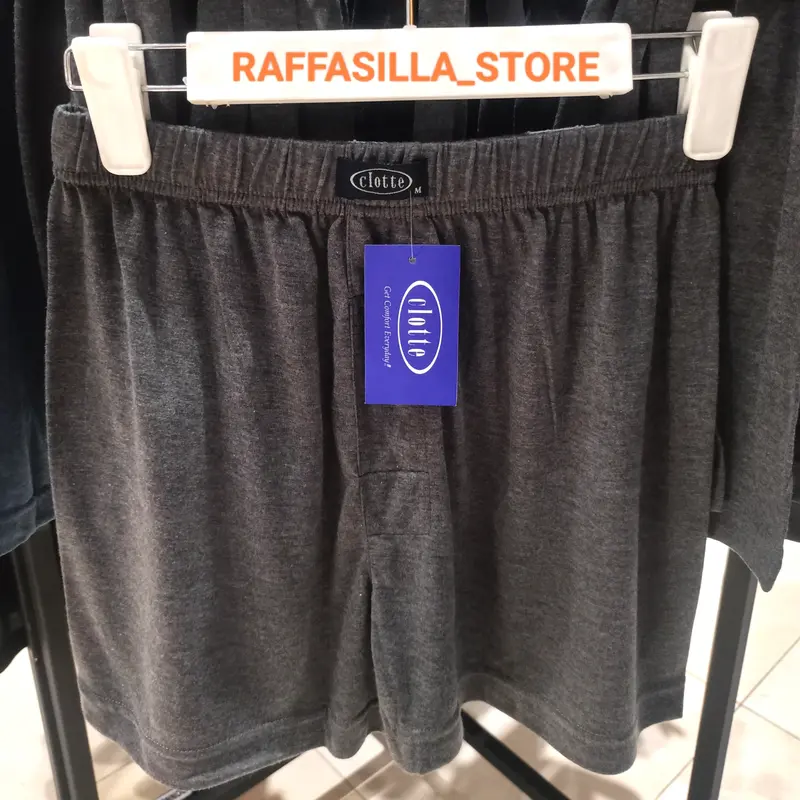 RAFFASILLA_STORE
clotte
M
clotte
Get Comfort Everyday!!